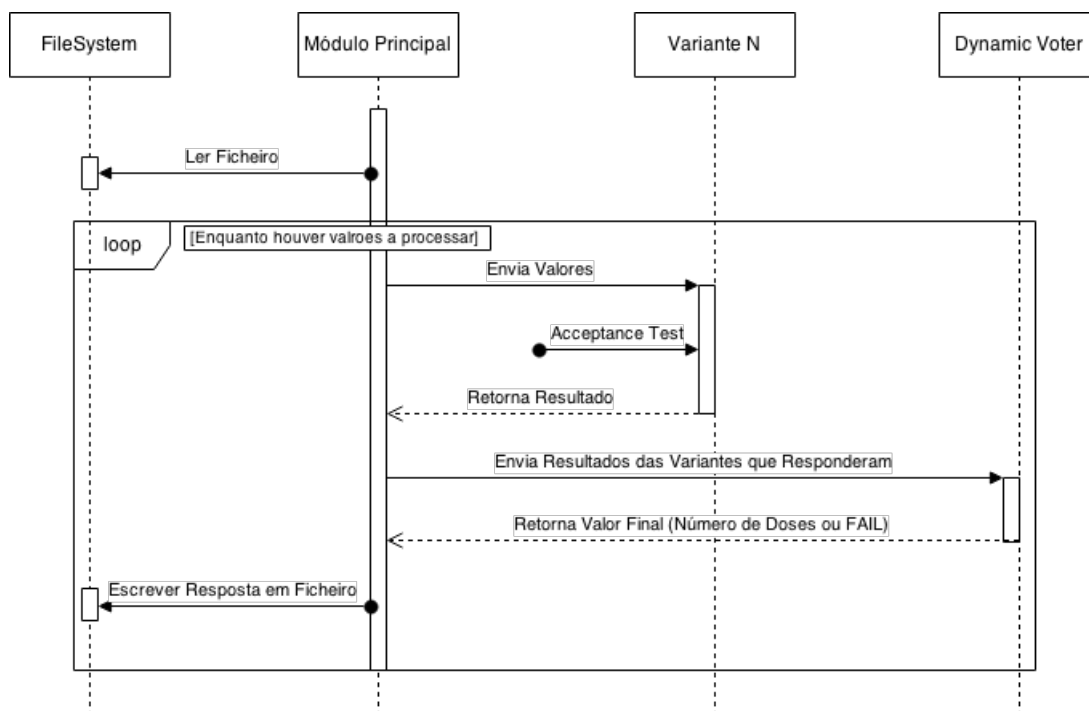 FileSystem
Módulo Principal
Variante N
Dynamic Voter
Ler Ficheiro
loop
[Enquanto houver valroes a processar]
Envia Valores
Acceptance Test
Retorna Resultado
Envia Resultados das Variantes que Responderam
Retorna Valor Final (Número de Doses ou FAIL)
Escrever Resposta em Ficheiro